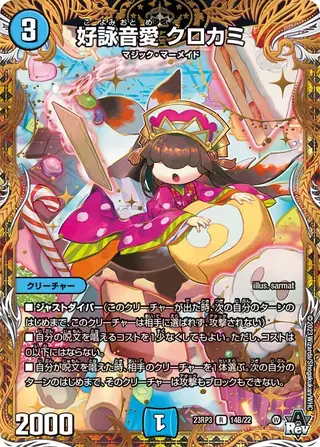 3
こよみおとめ
好詠音愛 クロカミ
マジック・マーメイド
illus. sarmat
クリーチャー
■ジャストダイバー(このクリーチャーが出た時、次の自分のターンの
はじめまで、このクリーチャーは相手に選ばれず、攻撃されない)
■自分の呪文を唱えるコストを1少なくしてもよい。ただし、コストは
0以下にはならない。
■自分が呪文を唱えた時、相手のクリーチャーを1体選ぶ。次の自分の
ターンのはじめまで、そのクリーチャーは攻撃もブロックもできない。
©2023 Wizards/Shogakukan/WHC
2000
1
23RP3 R 14B/22
W
Rev